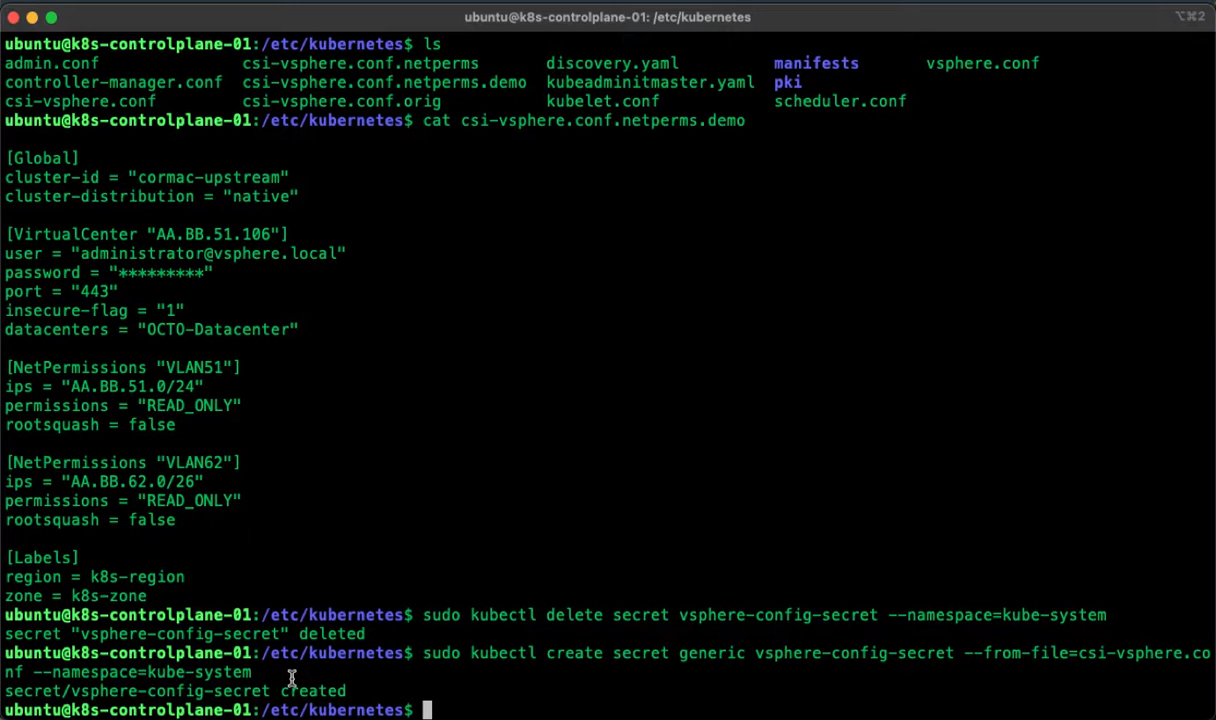 ubuntu@k8s-controlplane-01: /etc/kubernetes
⌥⌘2
ubuntu@k8s-controlplane-01:/etc/kubernetes$ ls
admin.conf csi-vsphere.conf.netperms discovery.yaml manifests vsphere.conf
controller-manager.conf csi-vsphere.conf.netperms.demo kubeadminitmaster.yaml pki
csi-vsphere.conf csi-vsphere.conf.orig kubelet.conf scheduler.conf
ubuntu@k8s-controlplane-01:/etc/kubernetes$ cat csi-vsphere.conf.netperms.demo
[Global]
cluster-id = "cormac-upstream"
cluster-distribution = "native"
[VirtualCenter "AA.BB.51.106"]
user = "administrator@vsphere.local"
password = "*********"
port = "443"
insecure-flag = "1"
datacenters = "OCTO-Datacenter"
[NetPermissions "VLAN51"]
ips = "AA.BB.51.0/24"
permissions = "READ_ONLY"
rootsquash = false
[NetPermissions "VLAN62"]
ips = "AA.BB.62.0/26"
permissions = "READ_ONLY"
rootsquash = false
[Labels]
region = k8s-region
zone = k8s-zone
ubuntu@k8s-controlplane-01:/etc/kubernetes$ sudo kubectl delete secret vsphere-config-secret --namespace=kube-system
secret "vsphere-config-secret" deleted
ubuntu@k8s-controlplane-01:/etc/kubernetes$ sudo kubectl create secret generic vsphere-config-secret --from-file=csi-vsphere.co
nf --namespace=kube-system
secret/vsphere-config-secret created
ubuntu@k8s-controlplane-01:/etc/kubernetes$